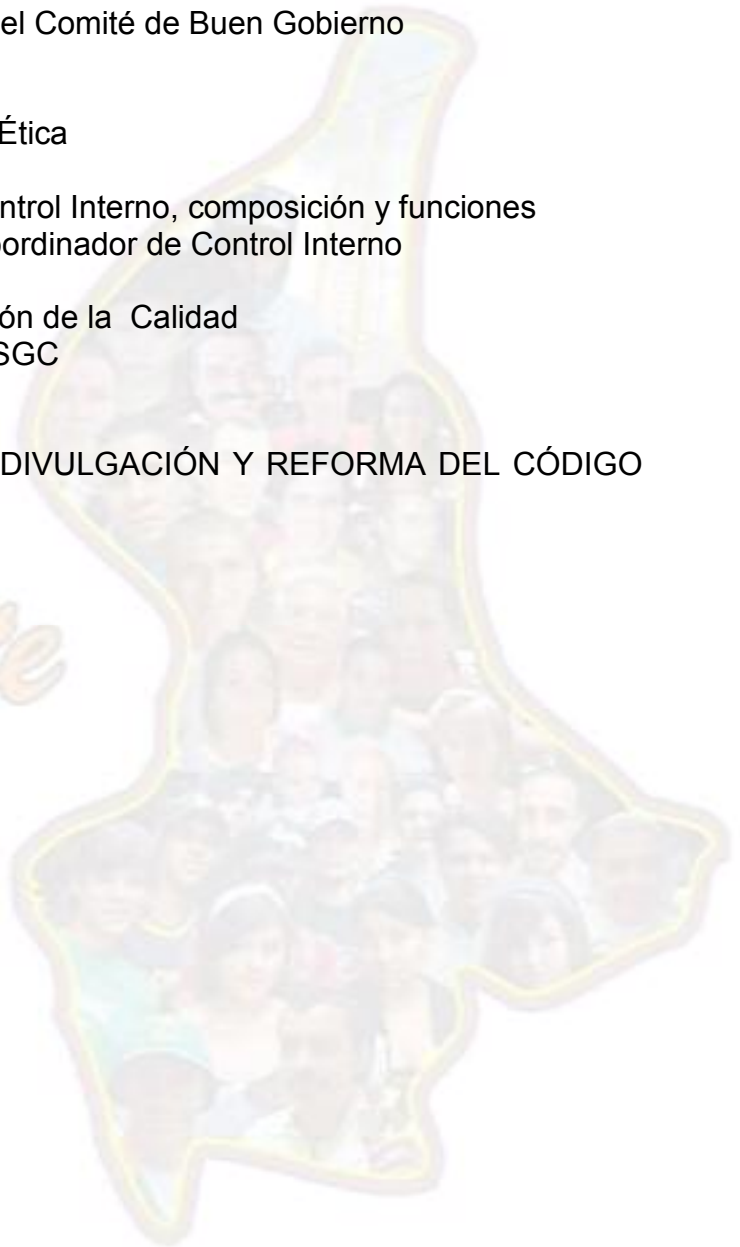 el Comité de Buen Gobierno
Ética
ntrol Interno, composición y funciones
oordinador de Control Interno
ón de la Calidad
SGC
DIVULGACIÓN Y REFORMA DEL CÓDIGO